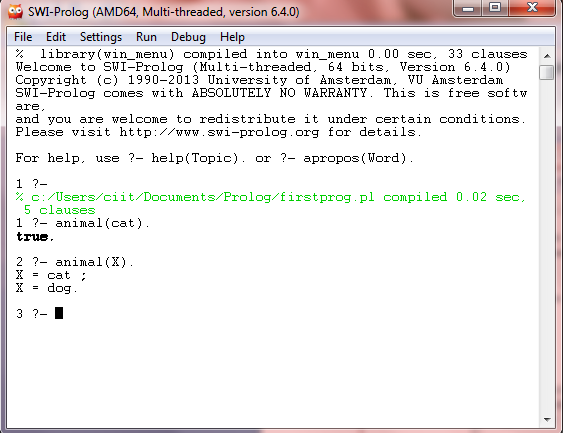 SWI-Prolog (AMD64, Multi-threaded, version 6.4.0)
File Edit Settings Run Debug Help
%  library(win_menu) compiled into win_menu 0.00 sec, 33 clauses
Welcome to SWI-Prolog (Multi-threaded, 64 bits, Version 6.4.0)
Copyright (c) 1990-2013 University of Amsterdam, VU Amsterdam
SWI-Prolog comes with ABSOLUTELY NO WARRANTY. This is free softw
are,
and you are welcome to redistribute it under certain conditions.
Please visit http://www.swi-prolog.org for details.
For help, use ?- help(Topic). or ?- apropos(Word).
1 ?-
% c:/Users/ciit/Documents/Prolog/firstprog.pl compiled 0.02 sec,
5 clauses
1 ?- animal(cat).
true.
2 ?- animal(X).
X = cat ;
X = dog.
3 ?-